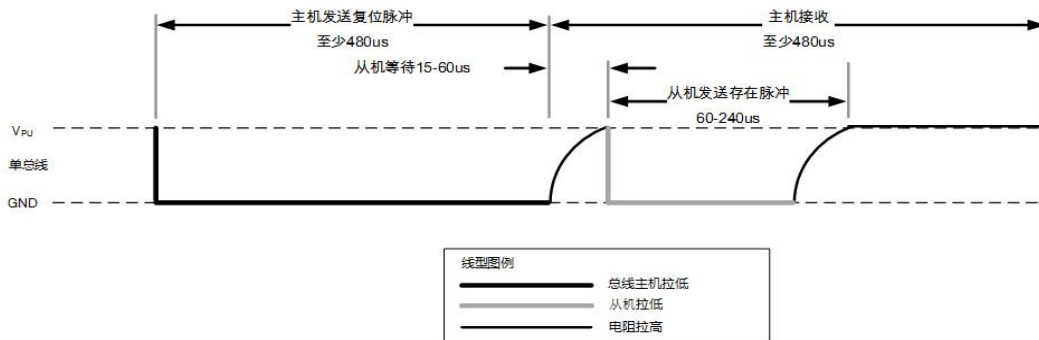 主机发送复位脉冲
至少480us
主机接收
至少480us
从机等待15-60us
从机发送存在脉冲
60-240us
VPU
单总线
GND
线型图例
总线主机拉低
从机拉低
电阻拉高